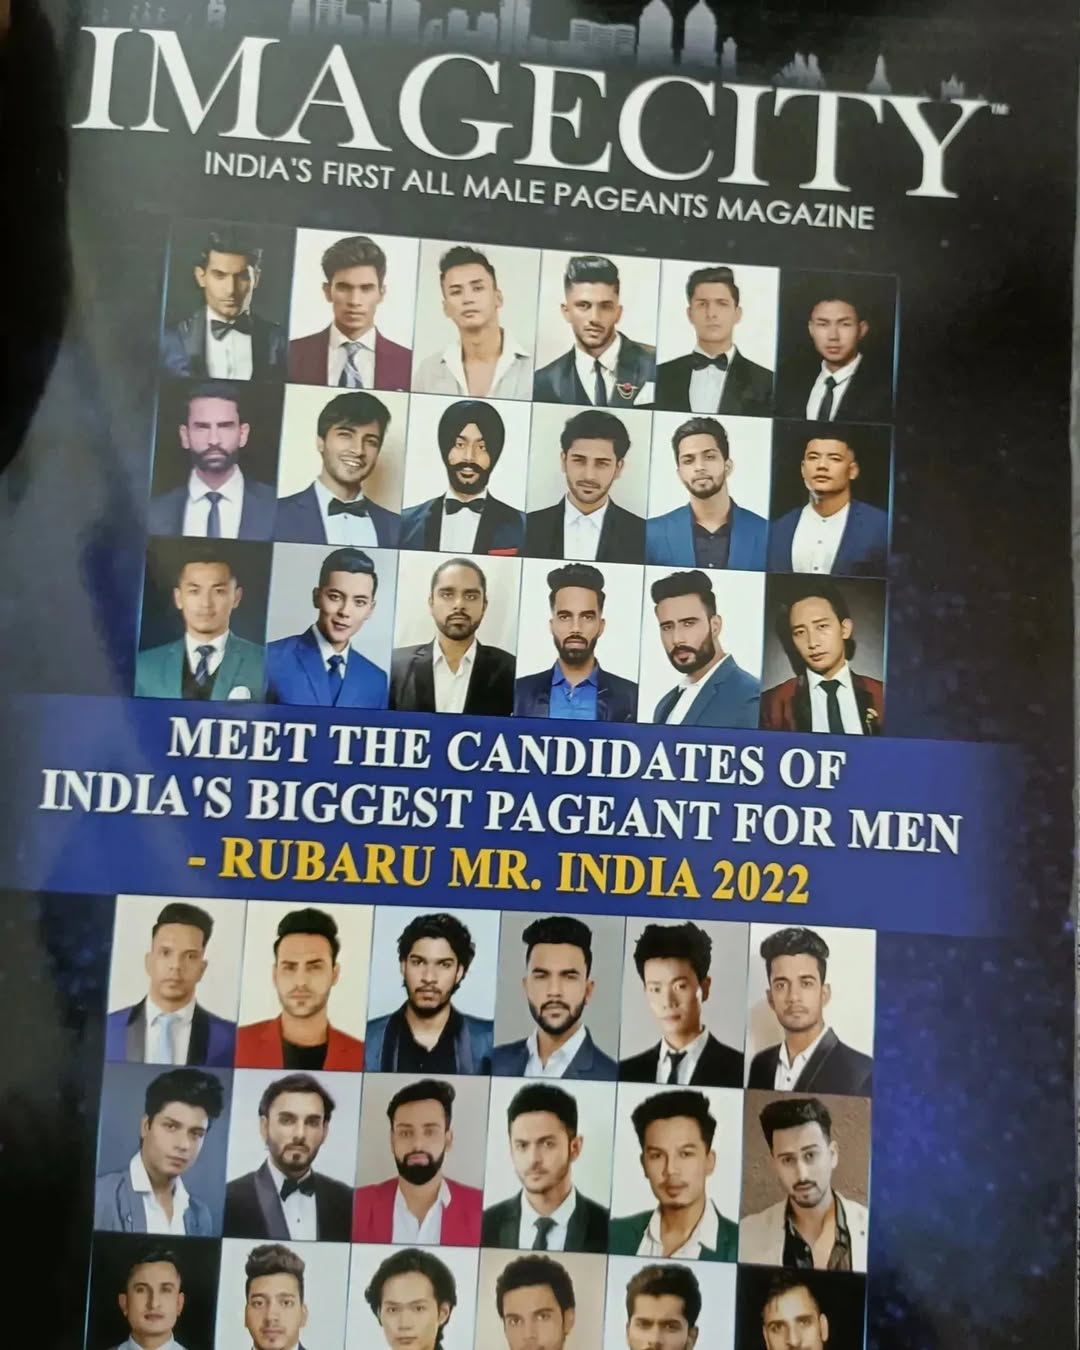 IMAGECITY™
INDIA'S FIRST ALL MALE PAGEANTS MAGAZINE
MEET THE CANDIDATES OF
INDIA'S BIGGEST PAGEANT FOR MEN
- RUBARU MR. INDIA 2022